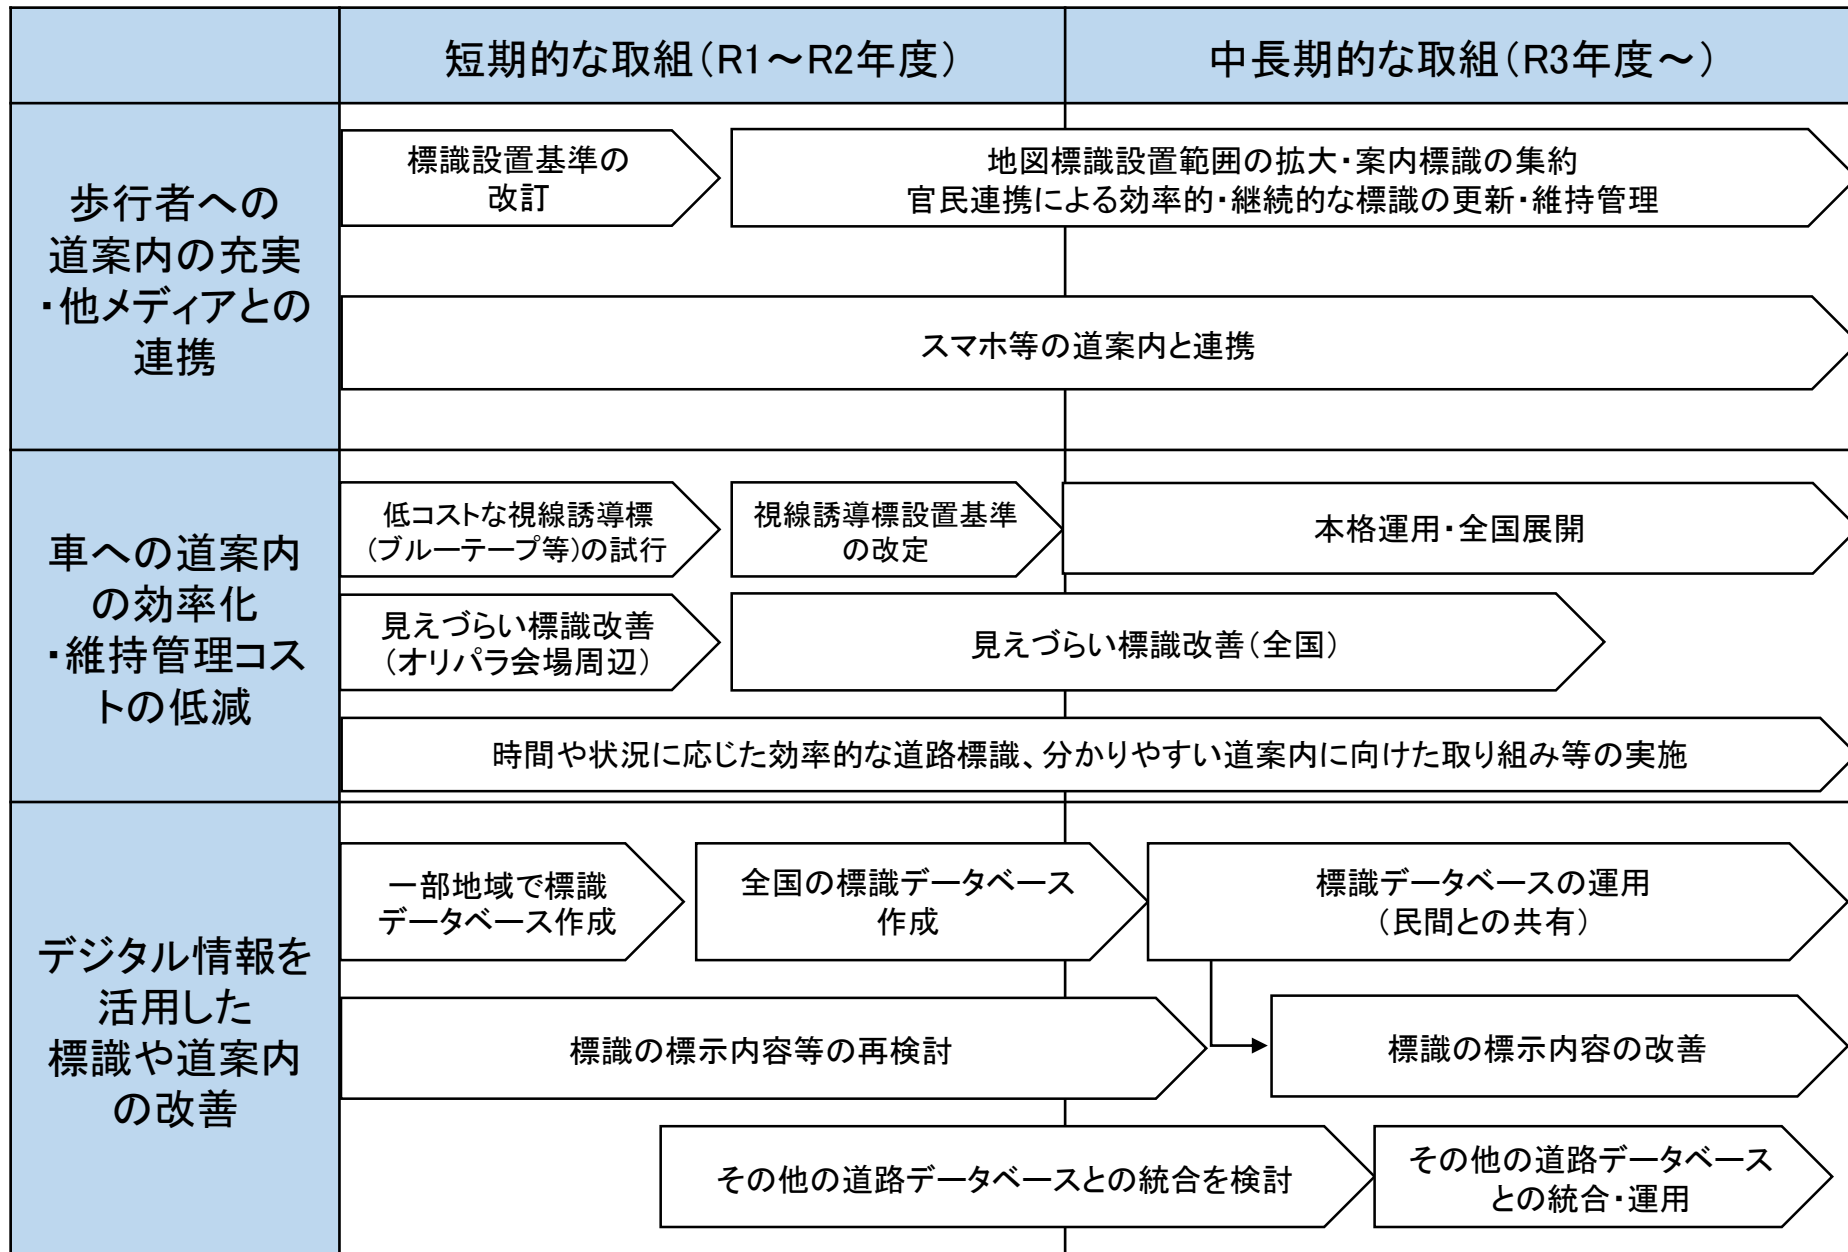 短期的な取組(R1～R2年度)
中長期的な取組(R3年度～)
歩行者への
道案内の充実
・他メディアとの
連携
標識設置基準の
改訂
地図標識設置範囲の拡大・案内標識の集約
官民連携による効率的・継続的な標識の更新・維持管理
スマホ等の道案内と連携
車への道案内
の効率化
・維持管理コス
トの低減
低コストな視線誘導標
(ブルーテープ等)の試行
視線誘導標設置基準
の改定
本格運用・全国展開
見えづらい標識改善
(オリパラ会場周辺)
見えづらい標識改善(全国)
時間や状況に応じた効率的な道路標識、分かりやすい道案内に向けた取り組み等の実施
デジタル情報を
活用した
標識や道案内
の改善
一部地域で標識
データベース作成
全国の標識データベース
作成
標識データベースの運用
(民間との共有)
標識の標示内容等の再検討
標識の標示内容の改善
その他の道路データベースとの統合を検討
その他の道路データベース
との統合・運用